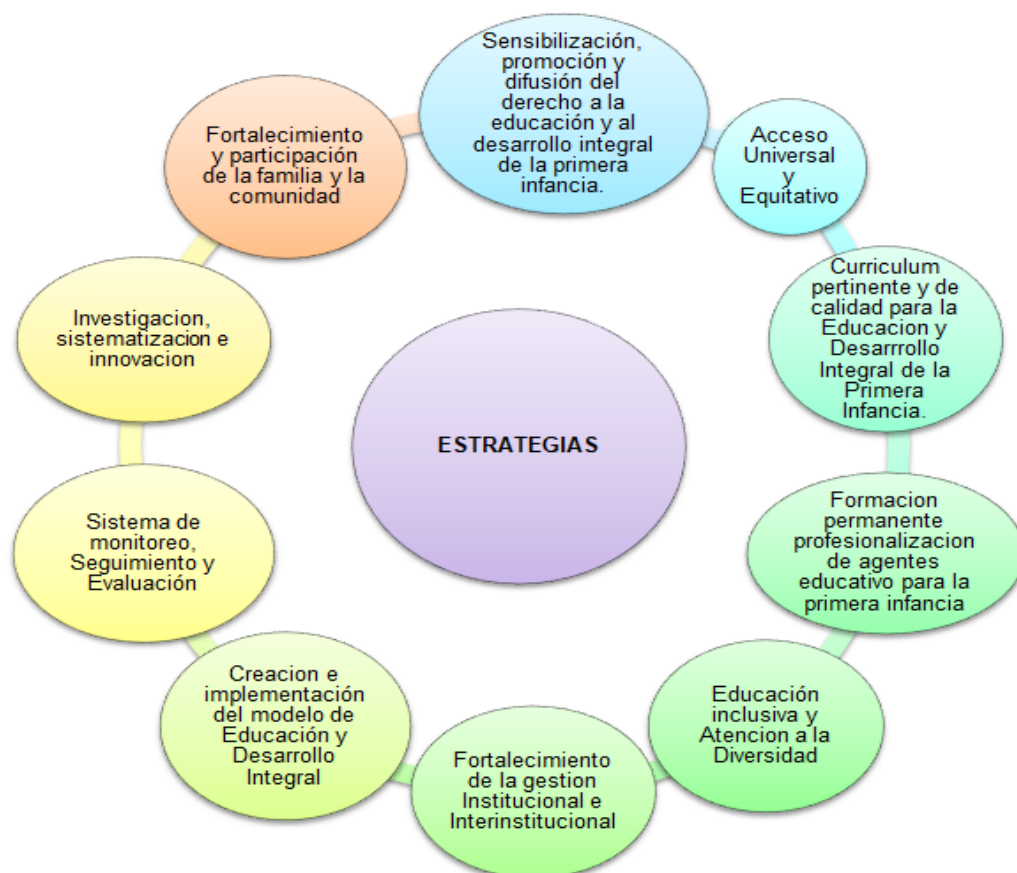 Sensibilización,
promoción y
difusión del
derecho a la
educación y al
desarrollo integral
de la primera
infancia.
Acceso
Universal
y
Equitativo
Curriculum
pertinente y de
calidad para la
Educacion y
Desarrrollo
Integral de la
Primera
Infancia.
Formacion
permanente
profesionalizacion
de agentes
educativo para la
primera infancia
Educación
inclusiva y
Atencion a la
Diversidad
Fortalecimiento
de la gestion
Institucional e
Interinstitucional
Creacion e
implementación
del modelo de
Educación y
Desarrollo
Integral
Sistema de
monitoreo,
Seguimiento y
Evaluación
Investigacion,
sistematizacion e
innovacion
Fortalecimiento
y participación
de la familia y la
comunidad
ESTRATEGIAS